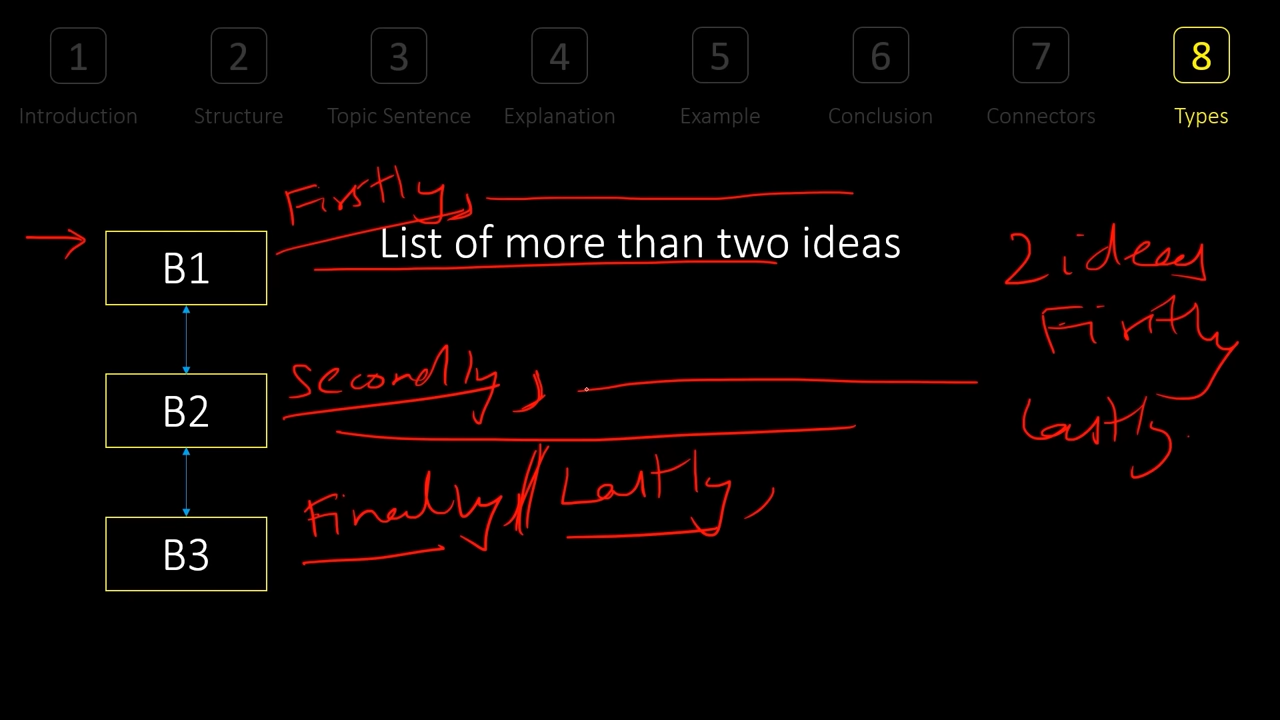 1 2 3 4 5 6 7 8
Introduction Structure Topic Sentence Explanation Example Conclusion Connectors Types
Firstly,
List of more than two ideas
B1
2 ideas
Firstly
Secondly,
B2
Lastly.
Finally/ Lastly,
B3